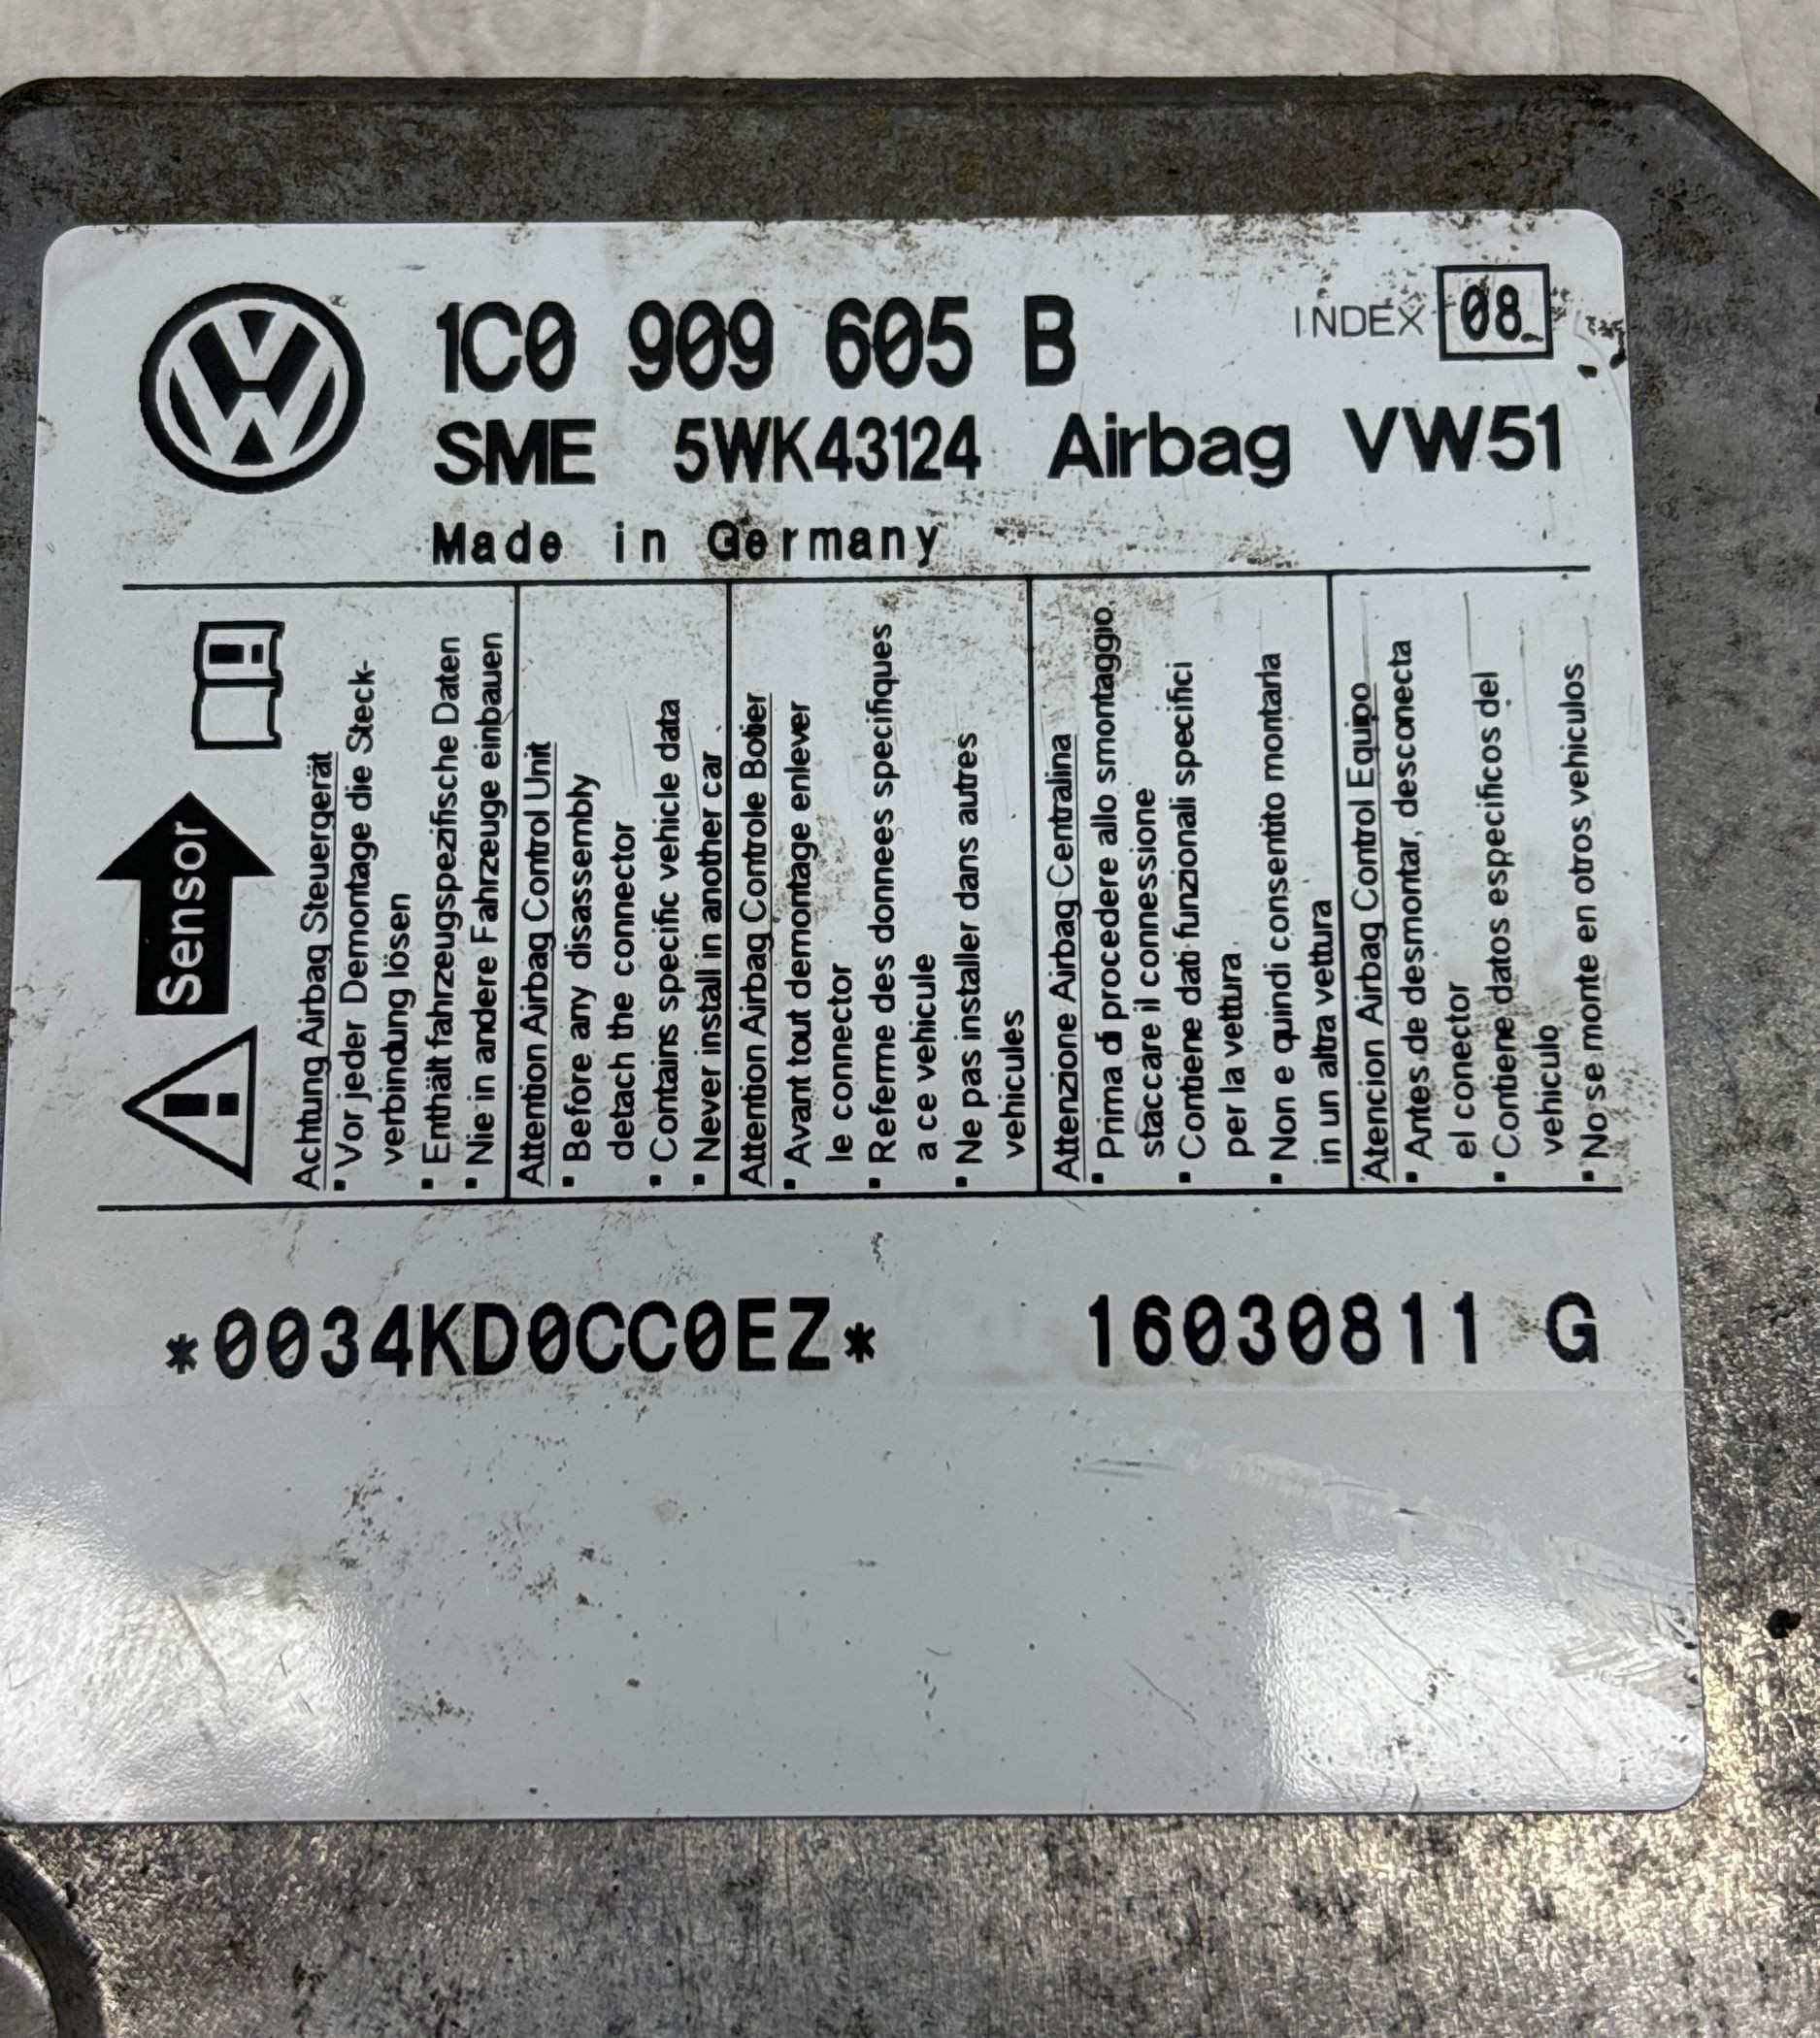 1C0 909 605 B
INDEX 08
SME 5WK43124 Airbag VW51
Made in Germany
Sensor
Achtung Airbag Steuergerät
▪ Vor jeder Demontage die Steck-
verbindung lösen
▪ Enthält fahrzeugspezifische Daten
▪ Nie in andere Fahrzeuge einbauen
Attention Airbag Control Unit
▪ Before any disassembly
detach the connector
▪ Contains specific vehicle data
▪ Never install in another car
Attention Airbag Controle Botier
▪ Avant tout demontage enlever
le connector
▪ Referme des donnees specifiques
a ce vehicule
▪ Ne pas installer dans autres
vehicules
Attenzione Airbag Centralina
▪ Prima di procedere allo smontaggio,
staccare il connessione
▪ Contiene dati funzionali specifici
per la vettura
▪ Non e quindi consentito montarla
in un altra vettura
Atencion Airbag Control Equipo
▪ Antes de desmontar, desconecta
el conector
▪ Contiene datos especificos del
vehiculo
▪ No se monte en otros vehiculos
*0034KD0CC0EZ* 16030811 G